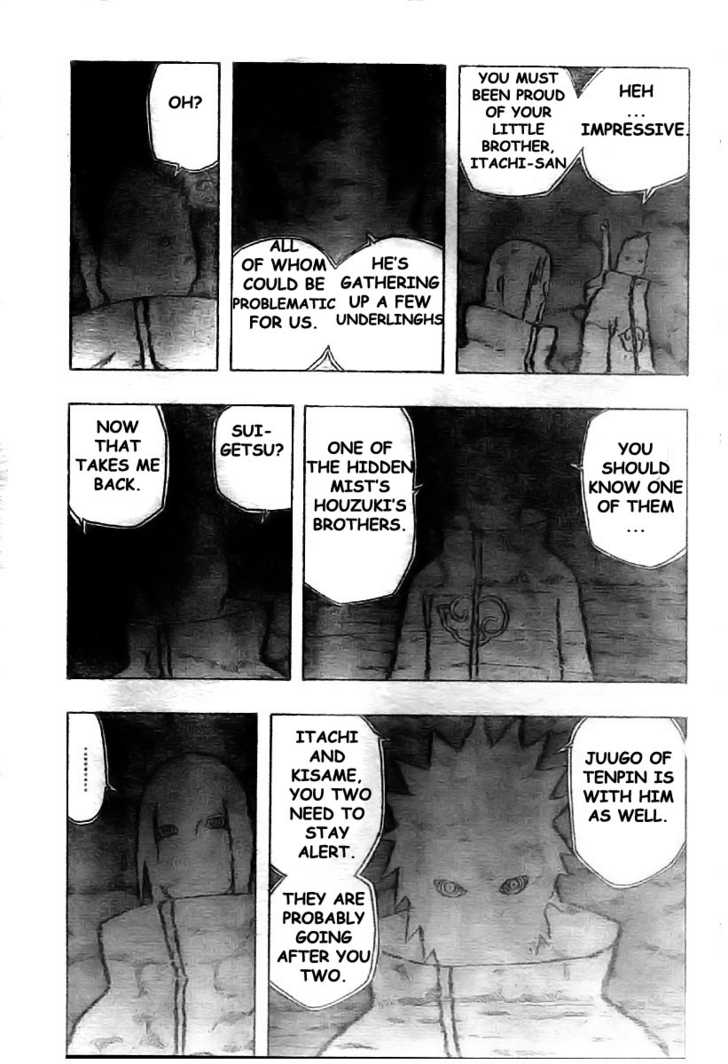 HEH
...
IMPRESSIVE.
YOU MUST
BEEN PROUD
OF YOUR
LITTLE
BROTHER,
ITACHI-SAN
HE'S
GATHERING
UP A FEW
UNDERLINGHS
ALL
OF WHOM
COULD BE
PROBLEMATIC
FOR US.
OH?
YOU
SHOULD
KNOW ONE
OF THEM
...
ONE OF
THE HIDDEN
MIST'S
HOUZUKI'S
BROTHERS.
SUI-
GETSU?
NOW
THAT
TAKES ME
BACK.
JUUGO OF
TENPIN IS
WITH HIM
AS WELL.
ITACHI
AND
KISAME,
YOU TWO
NEED TO
STAY
ALERT.
THEY ARE
PROBABLY
GOING
AFTER YOU
TWO.
.........